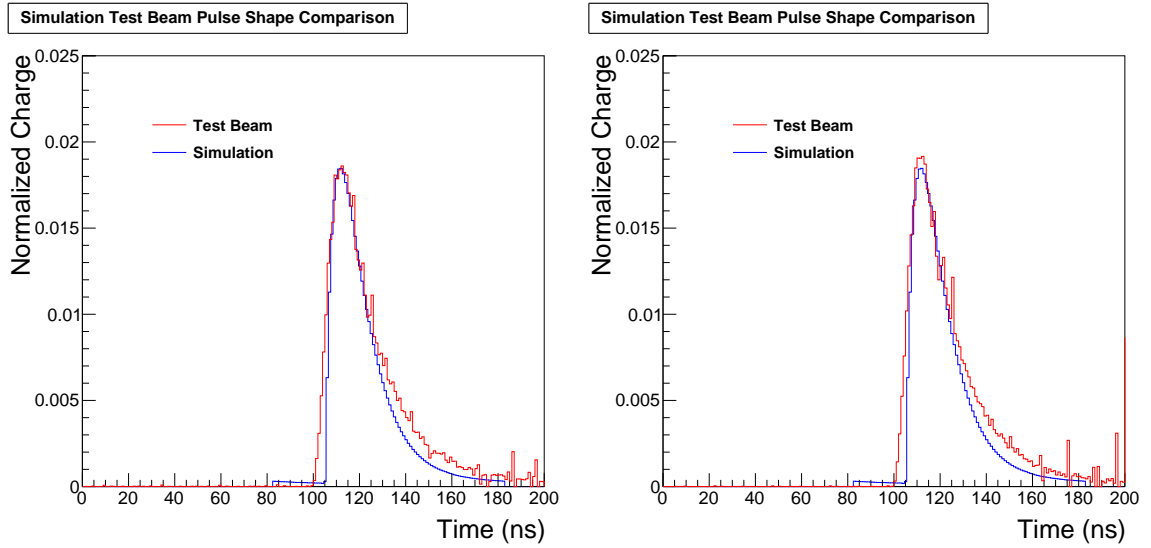 Simulation Test Beam Pulse Shape Comparison
Normalized Charge
0.025
0.02
0.015
0.01
0.005
0
Test Beam
Simulation
0 20 40 60 80 100 120 140 160 180 200
Time (ns)
Simulation Test Beam Pulse Shape Comparison
Normalized Charge
0.025
0.02
0.015
0.01
0.005
0
Test Beam
Simulation
0 20 40 60 80 100 120 140 160 180 200
Time (ns)